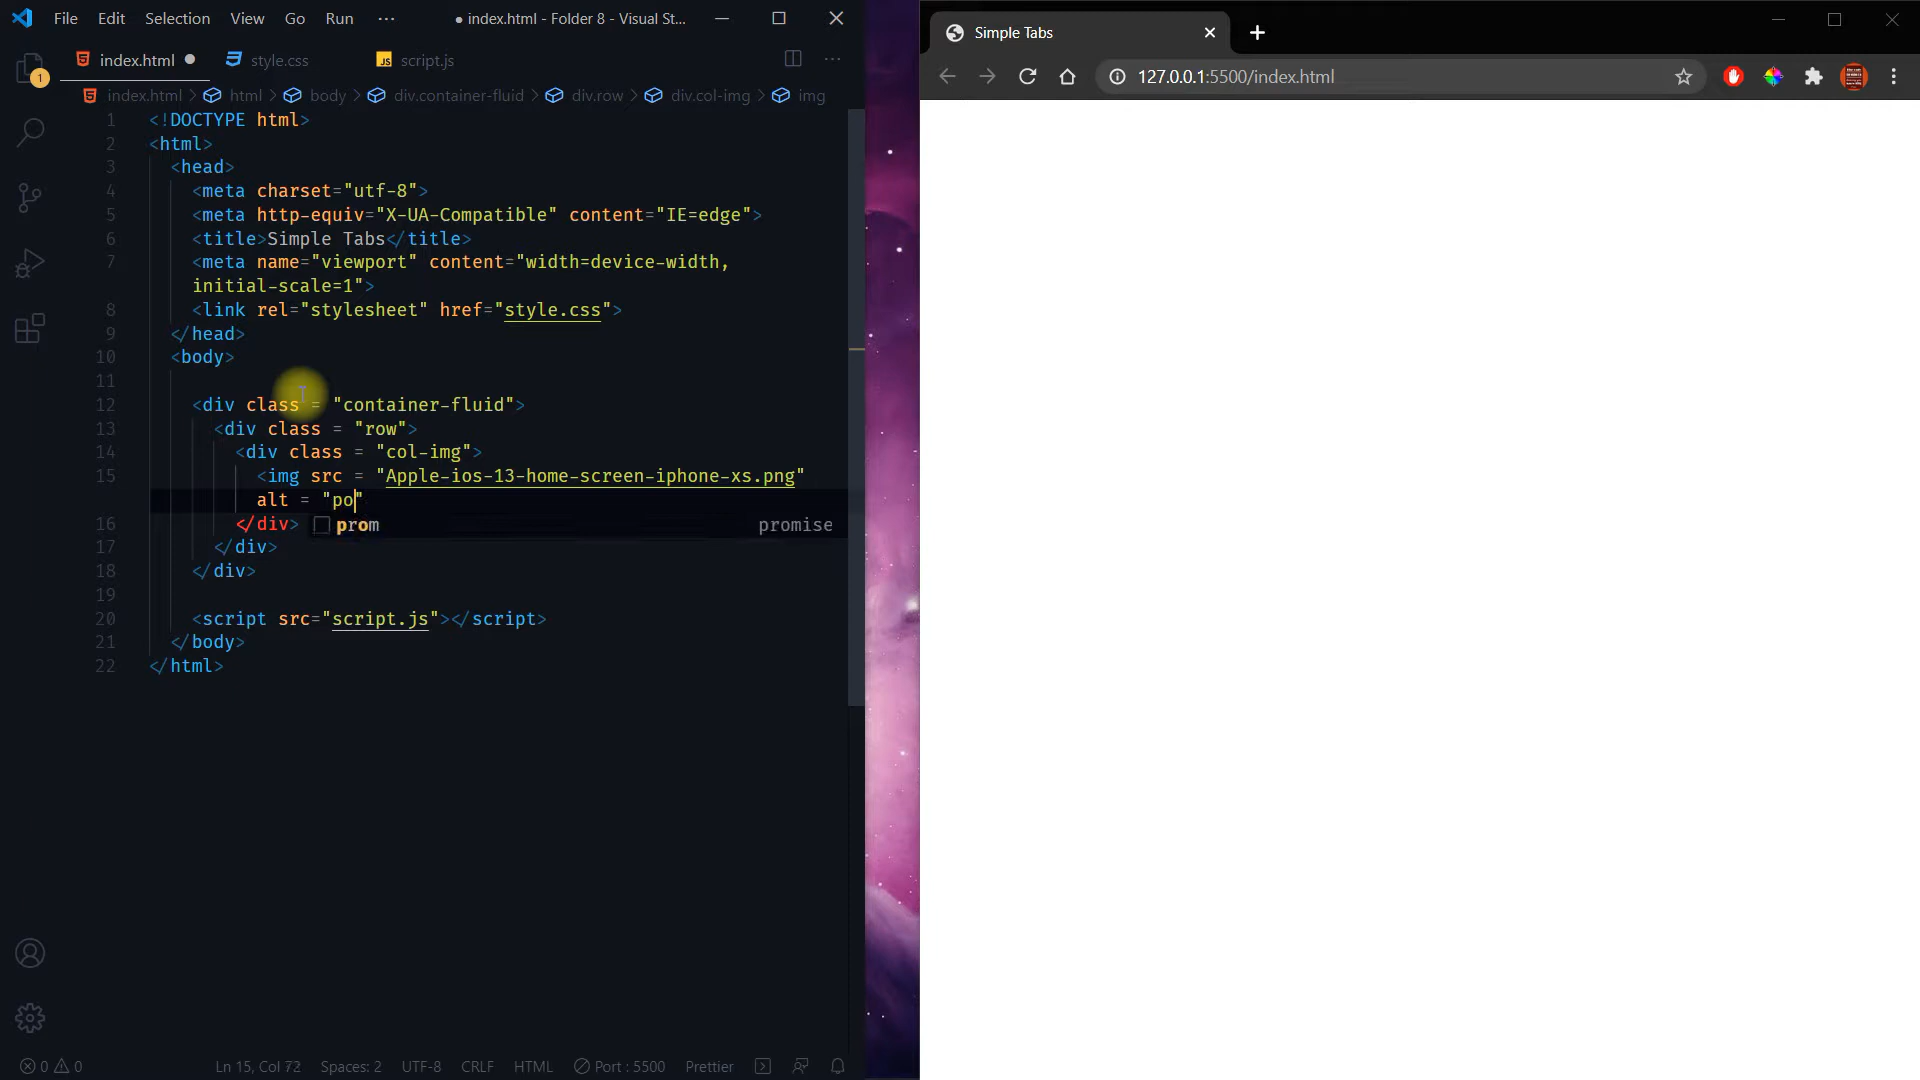 File Edit Selection View Go Run ··· ● index.html - Folder 8 - Visual St...
index.html ● style.css JS script.js
index.html > html > body > div.container-fluid > div.row > div.col-img > img
1 <!DOCTYPE html>
2 <html>
3 <head>
4 <meta charset="utf-8">
5 <meta http-equiv="X-UA-Compatible" content="IE=edge">
6 <title>Simple Tabs</title>
7 <meta name="viewport" content="width=device-width,
initial-scale=1">
8 <link rel="stylesheet" href="style.css">
9 </head>
10 <body>
11
12 <div class = "container-fluid">
13 <div class = "row">
14 <div class = "col-img">
15 <img src = "Apple-ios-13-home-screen-iphone-xs.png"
alt = "po"
prom promise
16 </div>
17 </div>
18 </div>
19
20 <script src="script.js"></script>
21 </body>
22 </html>
1
0 0 Ln 15, Col 72 Spaces: 2 UTF-8 CRLF HTML Port : 5500 Prettier
Simple Tabs
127.0.0.1:5500/index.html